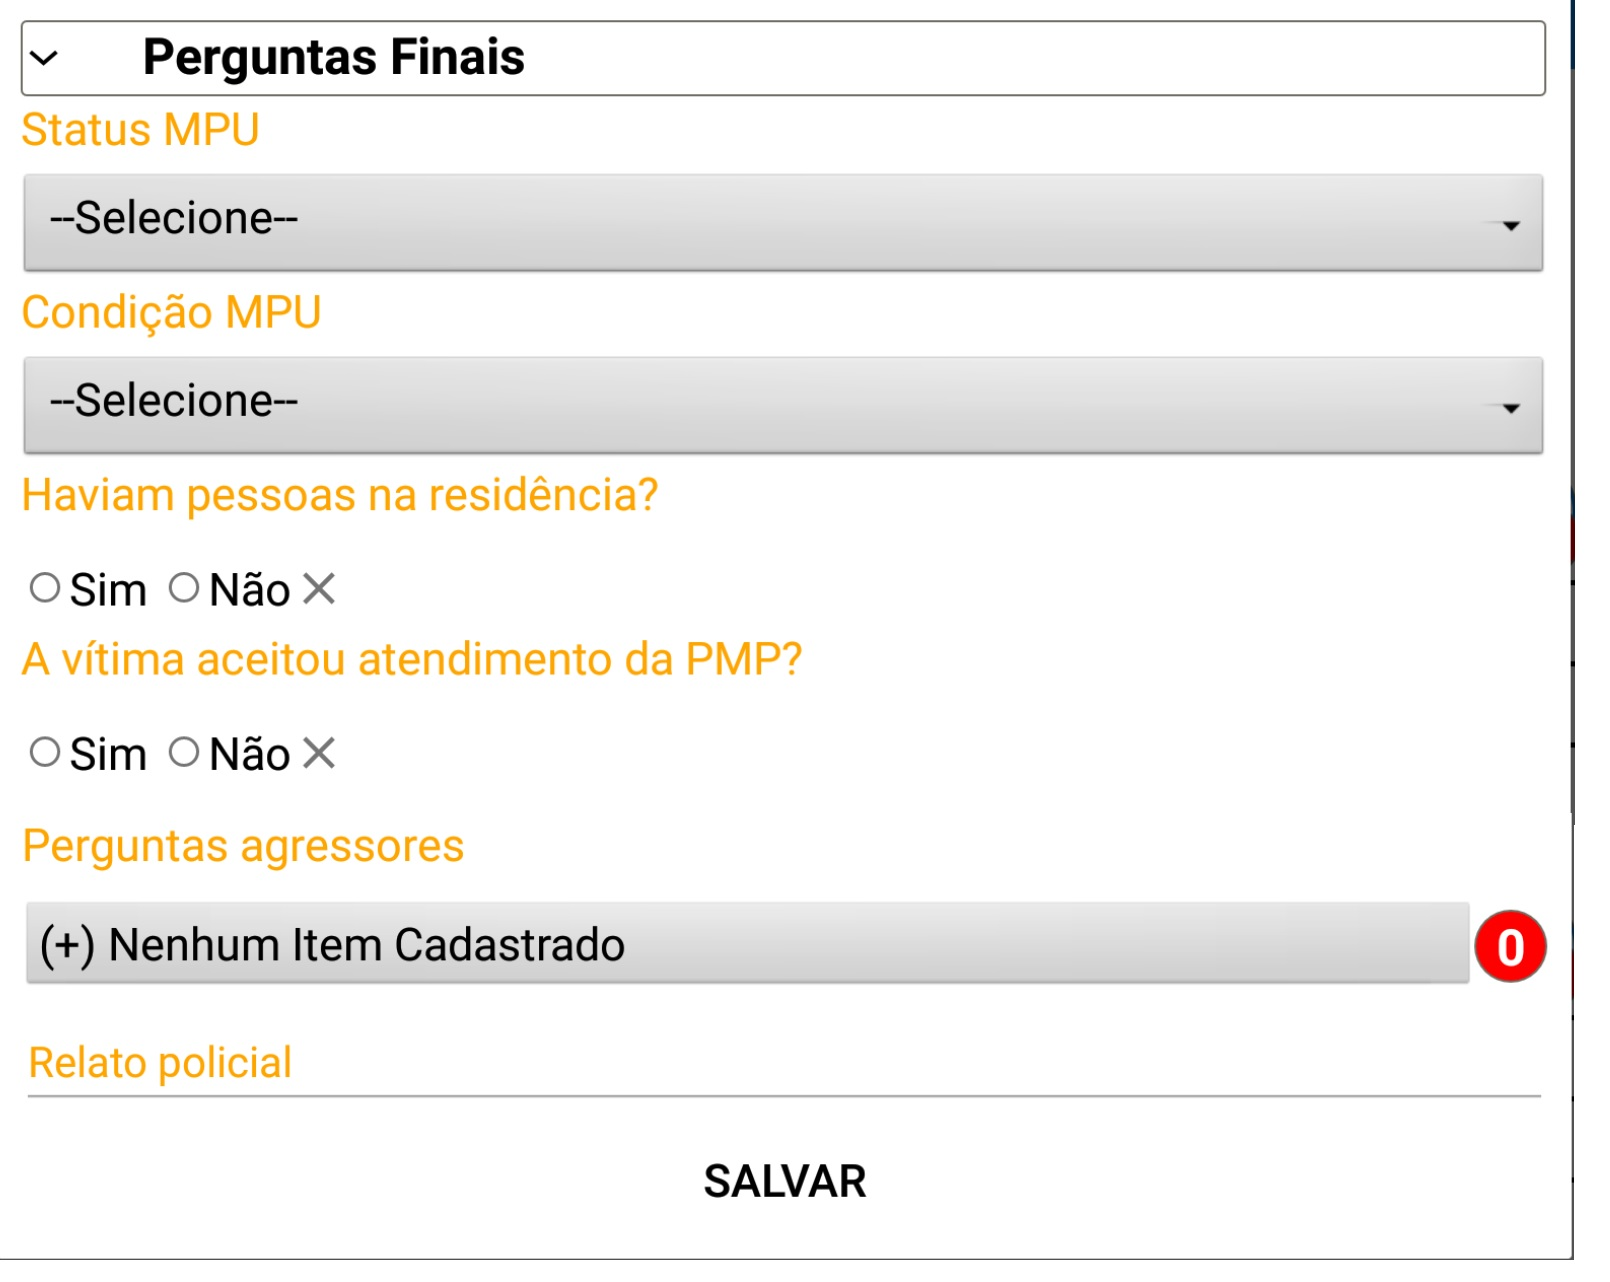 Perguntas Finais
Status MPU
--Selecione--
Condição MPU
--Selecione--
Haviam pessoas na residência?
Sim Não
A vítima aceitou atendimento da PMP?
Sim Não
Perguntas agressores
(+) Nenhum Item Cadastrado 0
Relato policial
SALVAR